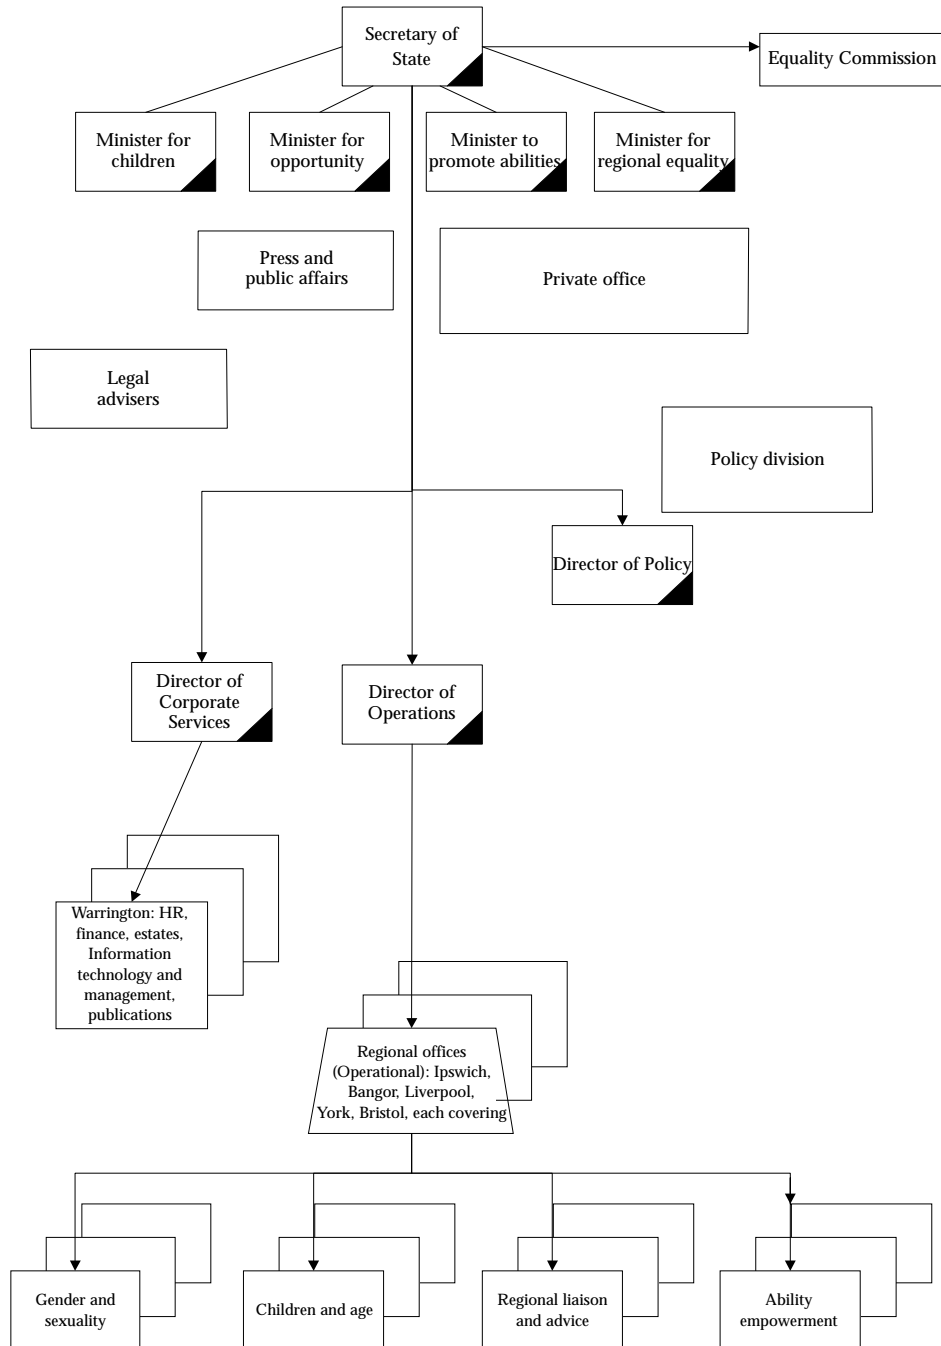 Secretary of
State
Equality Commission
Minister for
children
Minister for
opportunity
Minister to
promote abilities
Minister for
regional equality
Press and
public affairs
Private office
Legal
advisers
Policy division
Director of Policy
Director of
Corporate
Services
Director of
Operations
Warrington: HR,
finance, estates,
Information
technology and
management,
publications
Regional offices
(Operational): Ipswich,
Bangor, Liverpool,
York, Bristol, each covering
Gender and
sexuality
Children and age
Regional liaison
and advice
Ability
empowerment